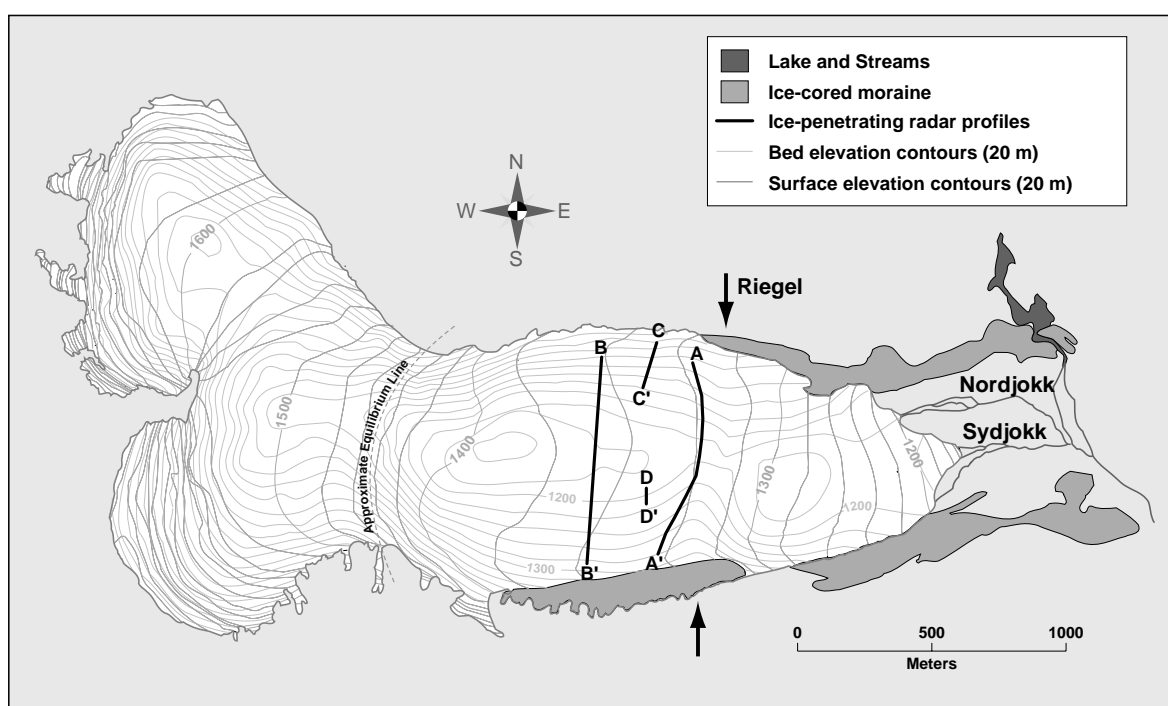 Lake and Streams
Ice-cored moraine
Ice-penetrating radar profiles
Bed elevation contours (20 m)
Surface elevation contours (20 m)
N
W E
S
1600
Riegel
C
B
A
C'
Nordjokk
Sydjokk
1500
Approximate Equilibrium Line
1400
1200
1300
D
1200
1200
D'
1300
B'
A'
0 500 1000
Meters